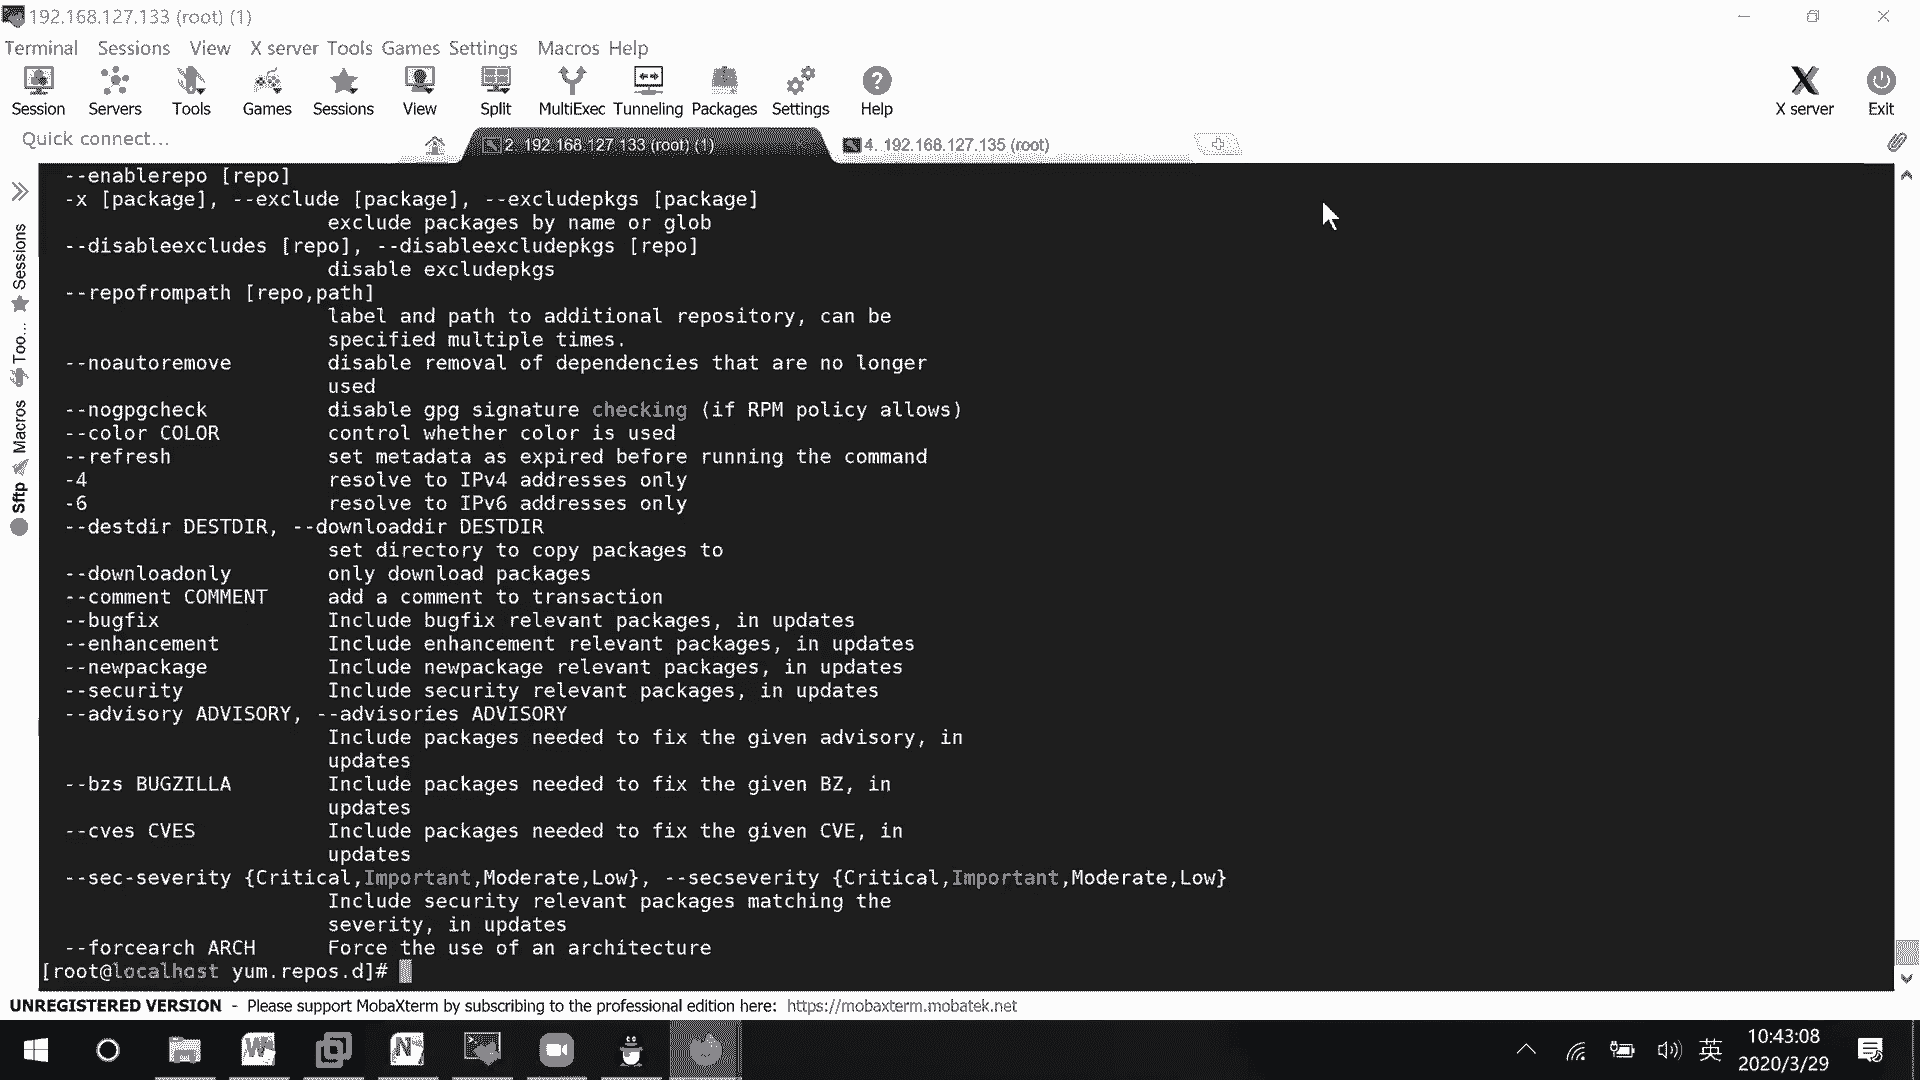 192.168.127.133 (root) (1)
Terminal Sessions View X server Tools Games Settings Macros Help
Session Servers Tools Games Sessions View Split MultiExec Tunneling Packages Settings Help X server Exit
Quick connect...
2. 192.168.127.133 (root) (1)
4. 192.168.127.135 (root)
Sessions
Too...
Macros
Sftp
--enablerepo [repo]
-x [package], --exclude [package], --excludepkgs [package]
exclude packages by name or glob
--disableexcludes [repo], --disableexcludepkgs [repo]
disable excludepkgs
--repofrompath [repo,path]
label and path to additional repository, can be
specified multiple times.
--noautoremove disable removal of dependencies that are no longer
used
--nogpgcheck disable gpg signature checking (if RPM policy allows)
--color COLOR control whether color is used
--refresh set metadata as expired before running the command
-4 resolve to IPv4 addresses only
-6 resolve to IPv6 addresses only
--destdir DESTDIR, --downloaddir DESTDIR
set directory to copy packages to
--downloadonly only download packages
--comment COMMENT add a comment to transaction
--bugfix Include bugfix relevant packages, in updates
--enhancement Include enhancement relevant packages, in updates
--newpackage Include newpackage relevant packages, in updates
--security Include security relevant packages, in updates
--advisory ADVISORY, --advisories ADVISORY
Include packages needed to fix the given advisory, in
updates
--bzs BUGZILLA Include packages needed to fix the given BZ, in
updates
--cves CVES Include packages needed to fix the given CVE, in
updates
--sec-severity {Critical,Important,Moderate,Low}, --secseverity {Critical,Important,Moderate,Low}
Include security relevant packages matching the
severity, in updates
--forcearch ARCH Force the use of an architecture
[root@localhost yum.repos.d]#
UNREGISTERED VERSION - Please support MobaXterm by subscribing to the professional edition here: https://mobaxterm.mobatek.net
英
10:43:08
2020/3/29